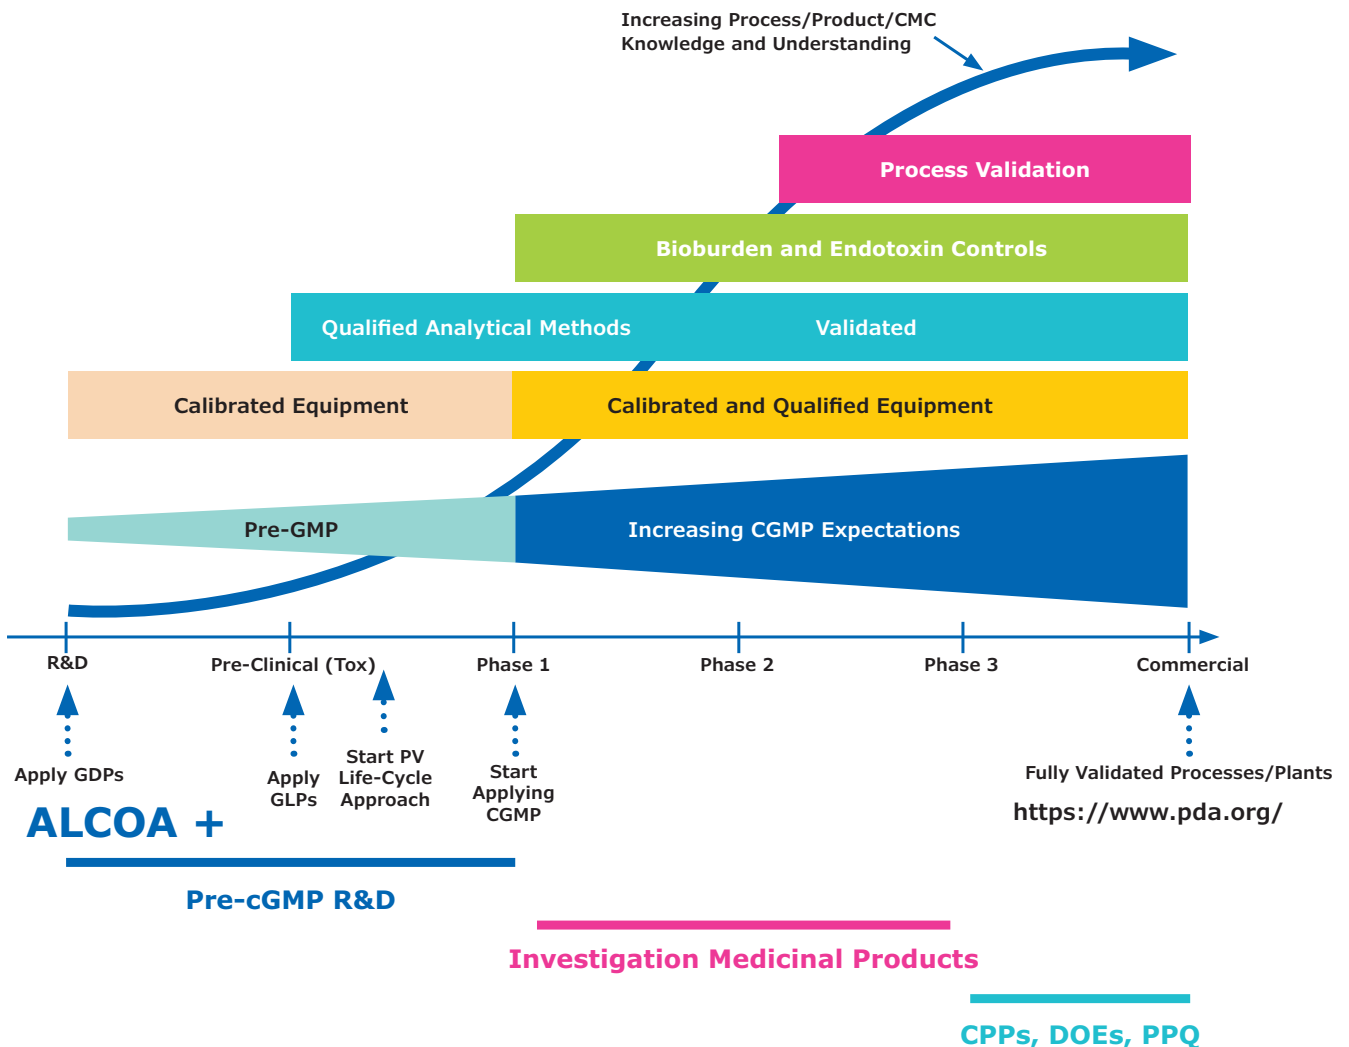 Increasing Process/Product/CMC
Knowledge and Understanding
Process Validation
Bioburden and Endotoxin Controls
Qualified Analytical Methods
Validated
Calibrated Equipment
Calibrated and Qualified Equipment
Pre-GMP
Increasing CGMP Expectations
R&D
Pre-Clinical (Tox)
Phase 1
Phase 2
Phase 3
Commercial
Apply GDPs
Apply
GLPs
Start PV
Life-Cycle
Approach
Start
Applying
CGMP
Fully Validated Processes/Plants
https://www.pda.org/
ALCOA +
Pre-cGMP R&D
Investigation Medicinal Products
CPPs, DOEs, PPQ